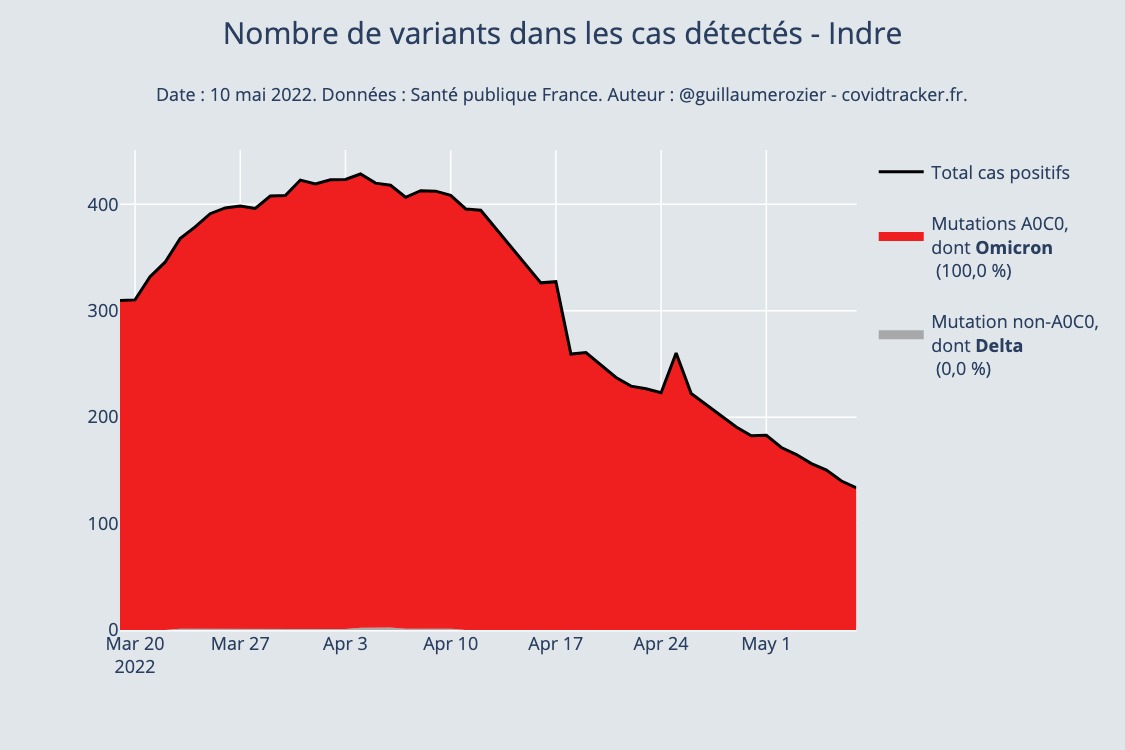 Nombre de variants dans les cas détectés - Indre
Date : 10 mai 2022. Données : Santé publique France. Auteur : @guillaumerozier - covidtracker.fr.
Total cas positifs
Mutations A0C0,
dont Omicron
(100,0 %)
Mutation non-A0C0,
dont Delta
(0,0 %)
400
300
200
100
0
Mar 20
2022
Mar 27
Apr 3
Apr 10
Apr 17
Apr 24
May 1